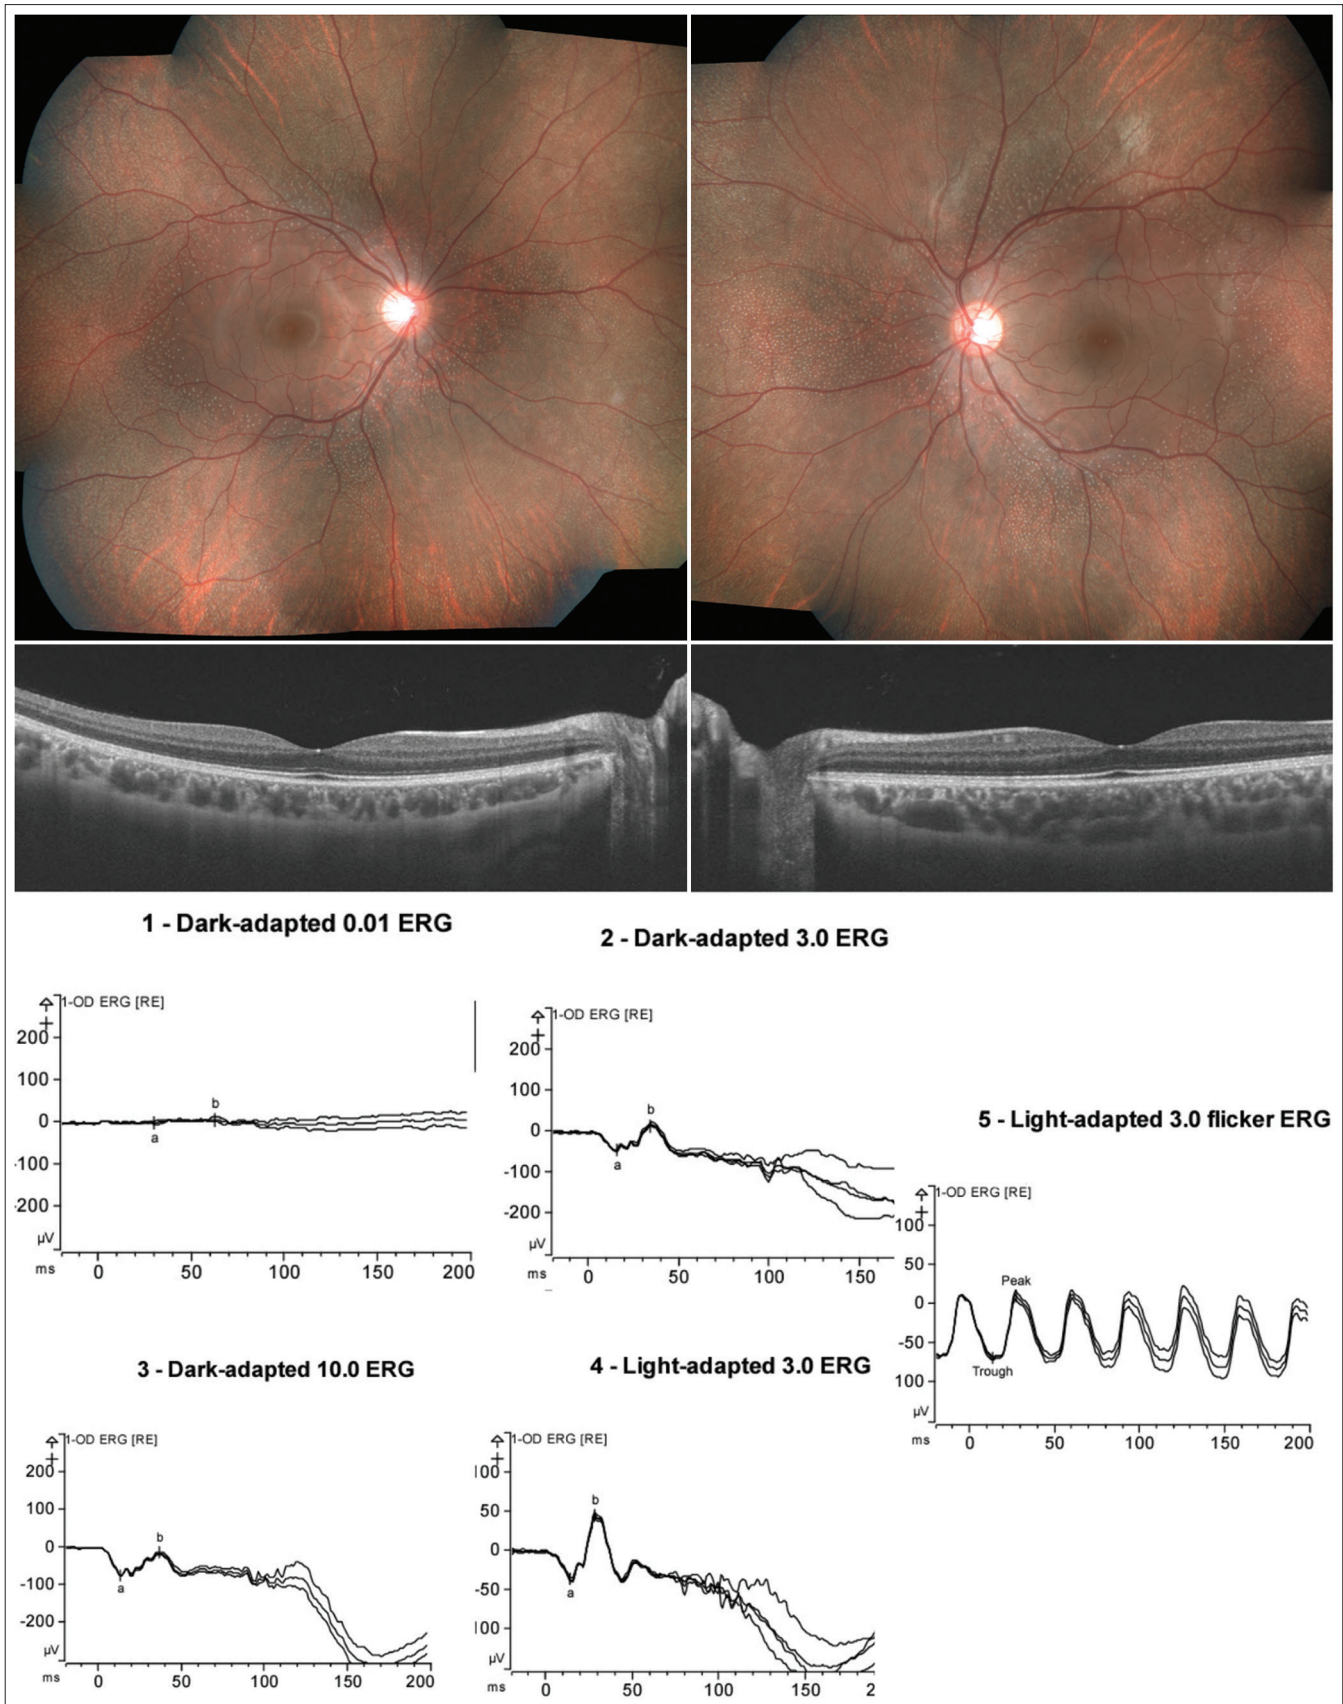 1 - Dark-adapted 0.01 ERG
1-OD ERG [RE]
200
100
0
-100
-200
µV
ms
0 50 100 150 200
a
b
2 - Dark-adapted 3.0 ERG
1-OD ERG [RE]
200
100
0
-100
-200
µV
ms
0 50 100 150
a
b
5 - Light-adapted 3.0 flicker ERG
1-OD ERG [RE]
100
50
0
-50
100
µV
ms
0 50 100 150 200
Peak
Trough
3 - Dark-adapted 10.0 ERG
1-OD ERG [RE]
200
100
0
-100
-200
µV
ms
0 50 100 150 200
a
b
4 - Light-adapted 3.0 ERG
1-OD ERG [RE]
100
50
0
-50
100
µV
ms
0 50 100 150 2
a
b